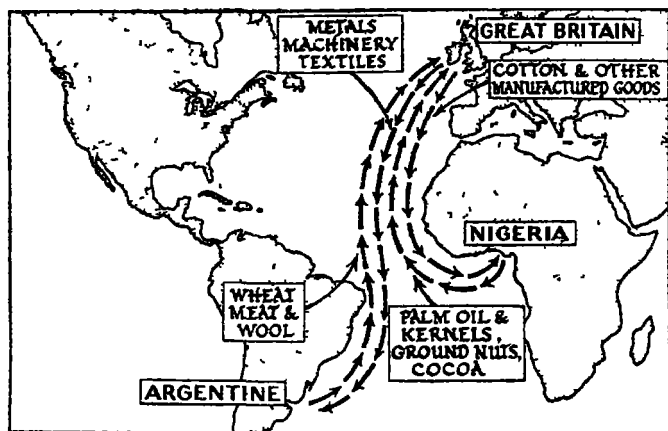 METALS
MACHINERY
TEXTILES
GREAT BRITAIN
COTTON & OTHER
MANUFACTURED GOODS
NIGERIA
WHEAT
MEAT &
WOOL
PALM OIL &
KERNELS,
GROUND NUTS,
COCOA
ARGENTINE